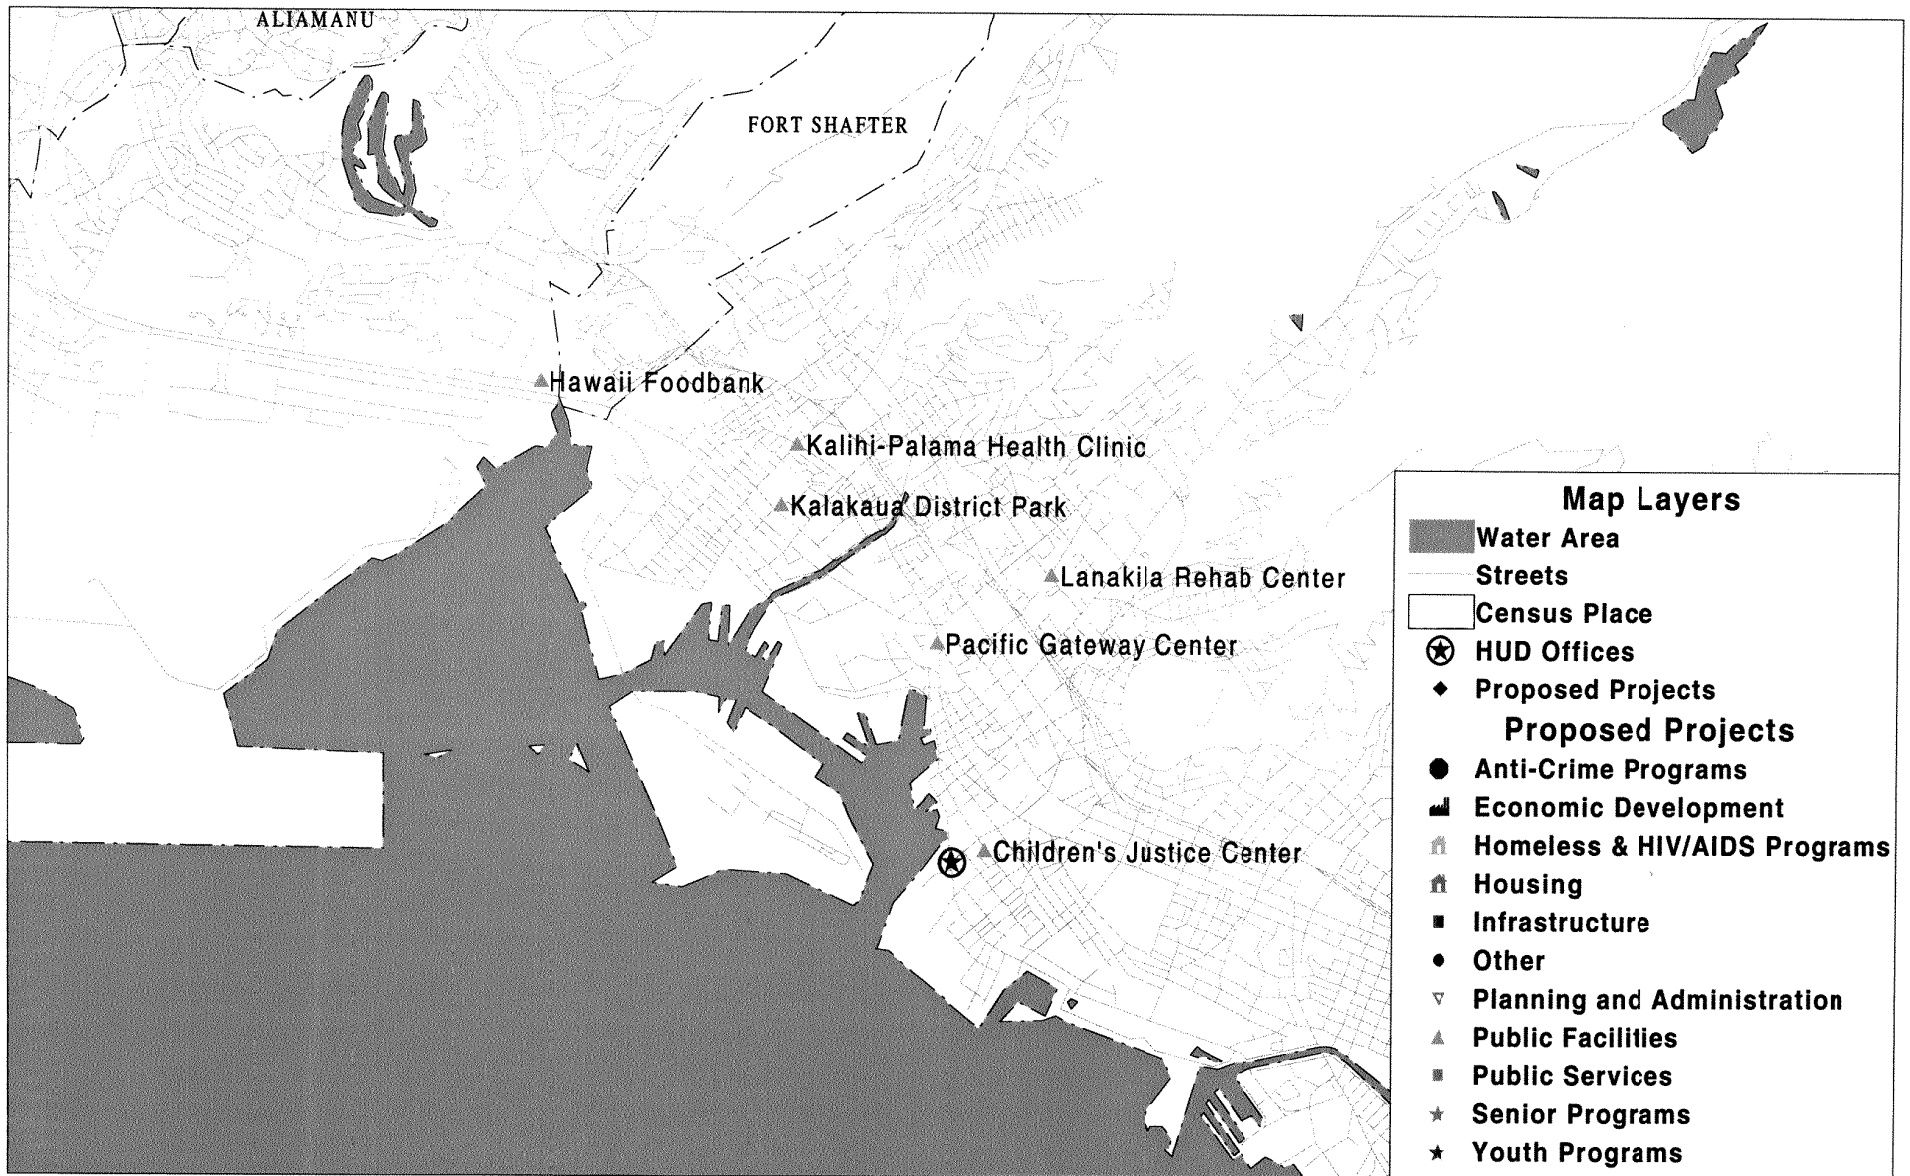 ALIAMANU
FORT SHAFTER
Hawaii Foodbank
Kalihi-Palama Health Clinic
Kalakaua District Park
Lanakila Rehab Center
Pacific Gateway Center
Children's Justice Center
Map Layers
Water Area
Streets
Census Place
HUD Offices
Proposed Projects
Proposed Projects
Anti-Crime Programs
Economic Development
Homeless & HIV/AIDS Programs
Housing
Infrastructure
Other
Planning and Administration
Public Facilities
Public Services
Senior Programs
Youth Programs